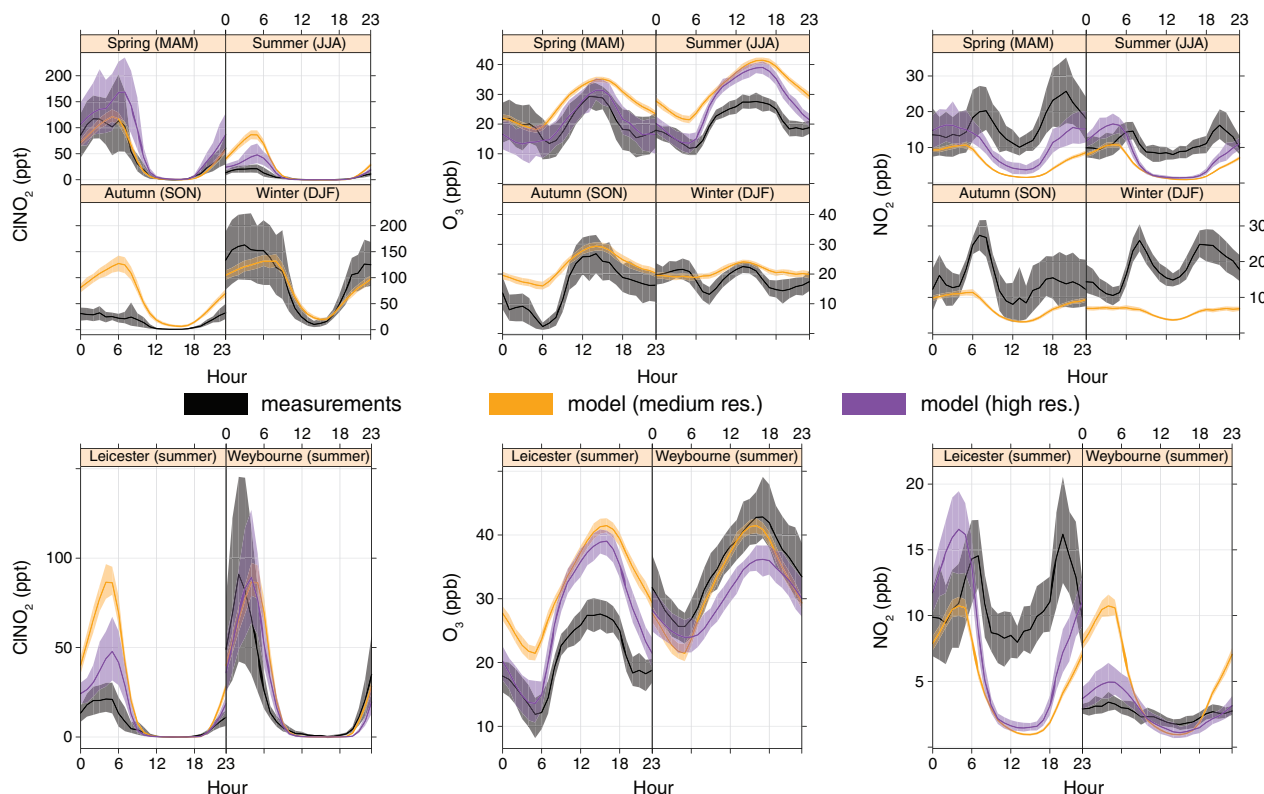 0 6 12 18 23
0 6 12 18 23
0 6 12 18 23
Spring (MAM) Summer (JJA)
Spring (MAM) Summer (JJA)
Spring (MAM) Summer (JJA)
ClNO2 (ppt)
200
150
100
50
0
O3 (ppb)
40
30
20
10
NO2 (ppb)
30
20
10
0
Autumn (SON) Winter (DJF)
Autumn (SON) Winter (DJF)
Autumn (SON) Winter (DJF)
200
150
100
50
0
40
30
20
10
30
20
10
0
0 6 12 18 23
0 6 12 18 23
0 6 12 18 23
Hour
Hour
Hour
measurements model (medium res.) model (high res.)
0 6 12 18 23
0 6 12 18 23
0 6 12 18 23
Leicester (summer) Weybourne (summer)
Leicester (summer) Weybourne (summer)
Leicester (summer) Weybourne (summer)
ClNO2 (ppt)
100
50
0
O3 (ppb)
40
30
20
10
NO2 (ppb)
20
15
10
5
0 6 12 18 23
0 6 12 18 23
0 6 12 18 23
Hour
Hour
Hour